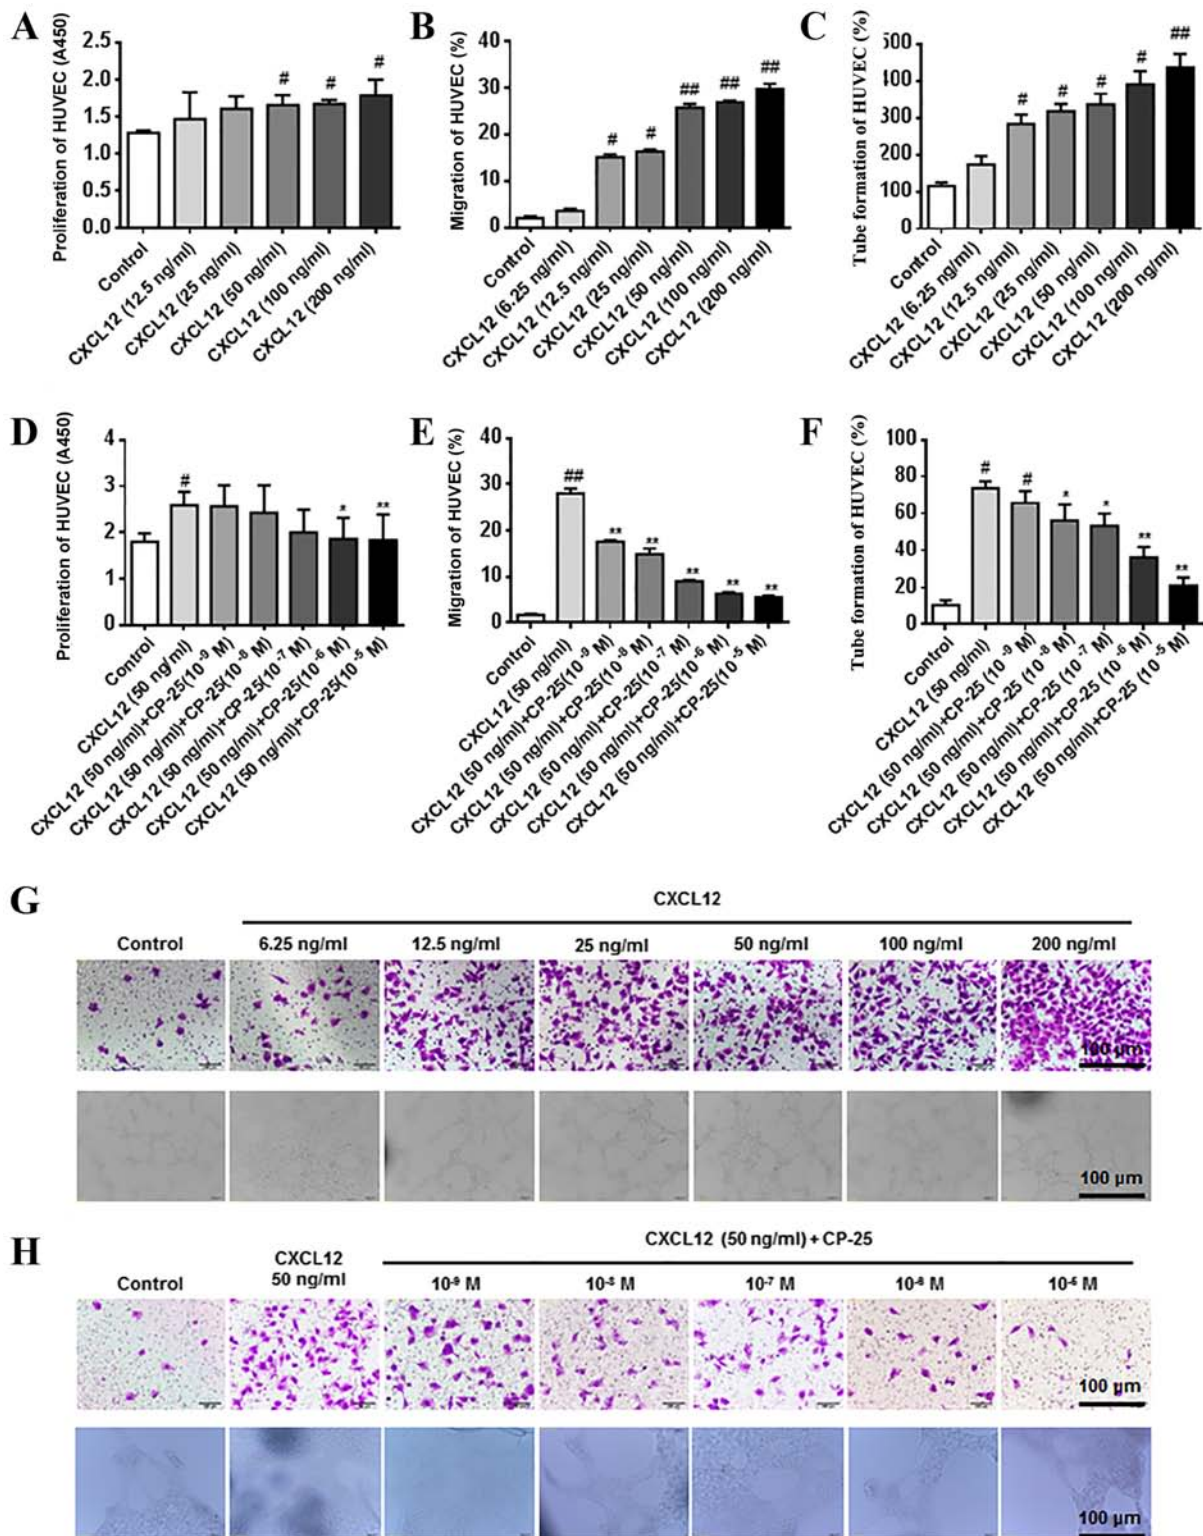 A
Proliferation of HUVEC (A450)
2.5
2.0
1.5
1.0
0.5
0.0
# # #
Control
CXCL12 (12.5 ng/ml)
CXCL12 (25 ng/ml)
CXCL12 (50 ng/ml)
CXCL12 (100 ng/ml)
CXCL12 (200 ng/ml)
B
Migration of HUVEC (%)
40
30
20
10
0
# # ## ## ##
Control
CXCL12 (6.25 ng/ml)
CXCL12 (12.5 ng/ml)
CXCL12 (25 ng/ml)
CXCL12 (50 ng/ml)
CXCL12 (100 ng/ml)
CXCL12 (200 ng/ml)
C
Tube formation of HUVEC (%)
500
300
200
100
0
# # # # ##
Control
CXCL12 (6.25 ng/ml)
CXCL12 (12.5 ng/ml)
CXCL12 (25 ng/ml)
CXCL12 (50 ng/ml)
CXCL12 (100 ng/ml)
CXCL12 (200 ng/ml)
D
Proliferation of HUVEC (A450)
4
3
2
1
0
# * **
Control
CXCL12 (50 ng/ml)
CXCL12 (50 ng/ml)+CP-25(10⁻⁹ M)
CXCL12 (50 ng/ml)+CP-25(10⁻⁸ M)
CXCL12 (50 ng/ml)+CP-25(10⁻⁷ M)
CXCL12 (50 ng/ml)+CP-25(10⁻⁶ M)
CXCL12 (50 ng/ml)+CP-25(10⁻⁵ M)
E
Migration of HUVEC (%)
40
30
20
10
0
## ** ** ** ** **
Control
CXCL12 (50 ng/ml)
CXCL12 (50 ng/ml)+CP-25(10⁻⁹ M)
CXCL12 (50 ng/ml)+CP-25(10⁻⁸ M)
CXCL12 (50 ng/ml)+CP-25(10⁻⁷ M)
CXCL12 (50 ng/ml)+CP-25(10⁻⁶ M)
CXCL12 (50 ng/ml)+CP-25(10⁻⁵ M)
F
Tube formation of HUVEC (%)
100
80
60
40
20
0
# # * * ** **
Control
CXCL12 (50 ng/ml)
CXCL12 (50 ng/ml)+CP-25 (10⁻⁹ M)
CXCL12 (50 ng/ml)+CP-25 (10⁻⁸ M)
CXCL12 (50 ng/ml)+CP-25 (10⁻⁷ M)
CXCL12 (50 ng/ml)+CP-25 (10⁻⁶ M)
CXCL12 (50 ng/ml)+CP-25 (10⁻⁵ M)
G
CXCL12
Control 6.25 ng/ml 12.5 ng/ml 25 ng/ml 50 ng/ml 100 ng/ml 200 ng/ml
100 µm
100 µm
H
CXCL12 (50 ng/ml) + CP-25
CXCL12
Control 50 ng/ml 10⁻⁹ M M 10⁻⁷ M M M
100 µm
100 µm